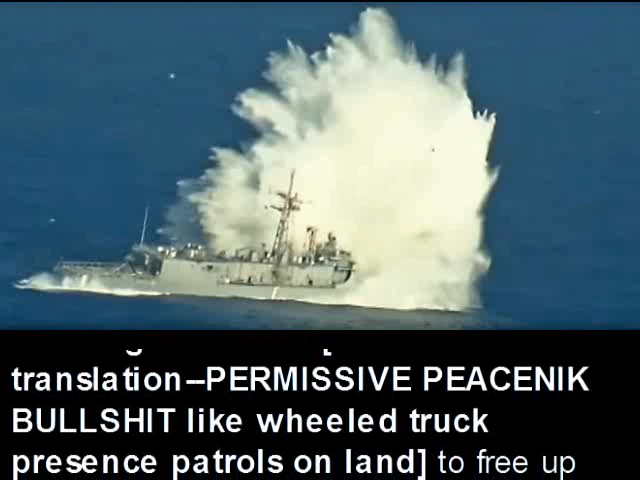 translation--PERMISSIVE PEACENIK
BULLSHIT like wheeled truck
presence patrols on land] to free up